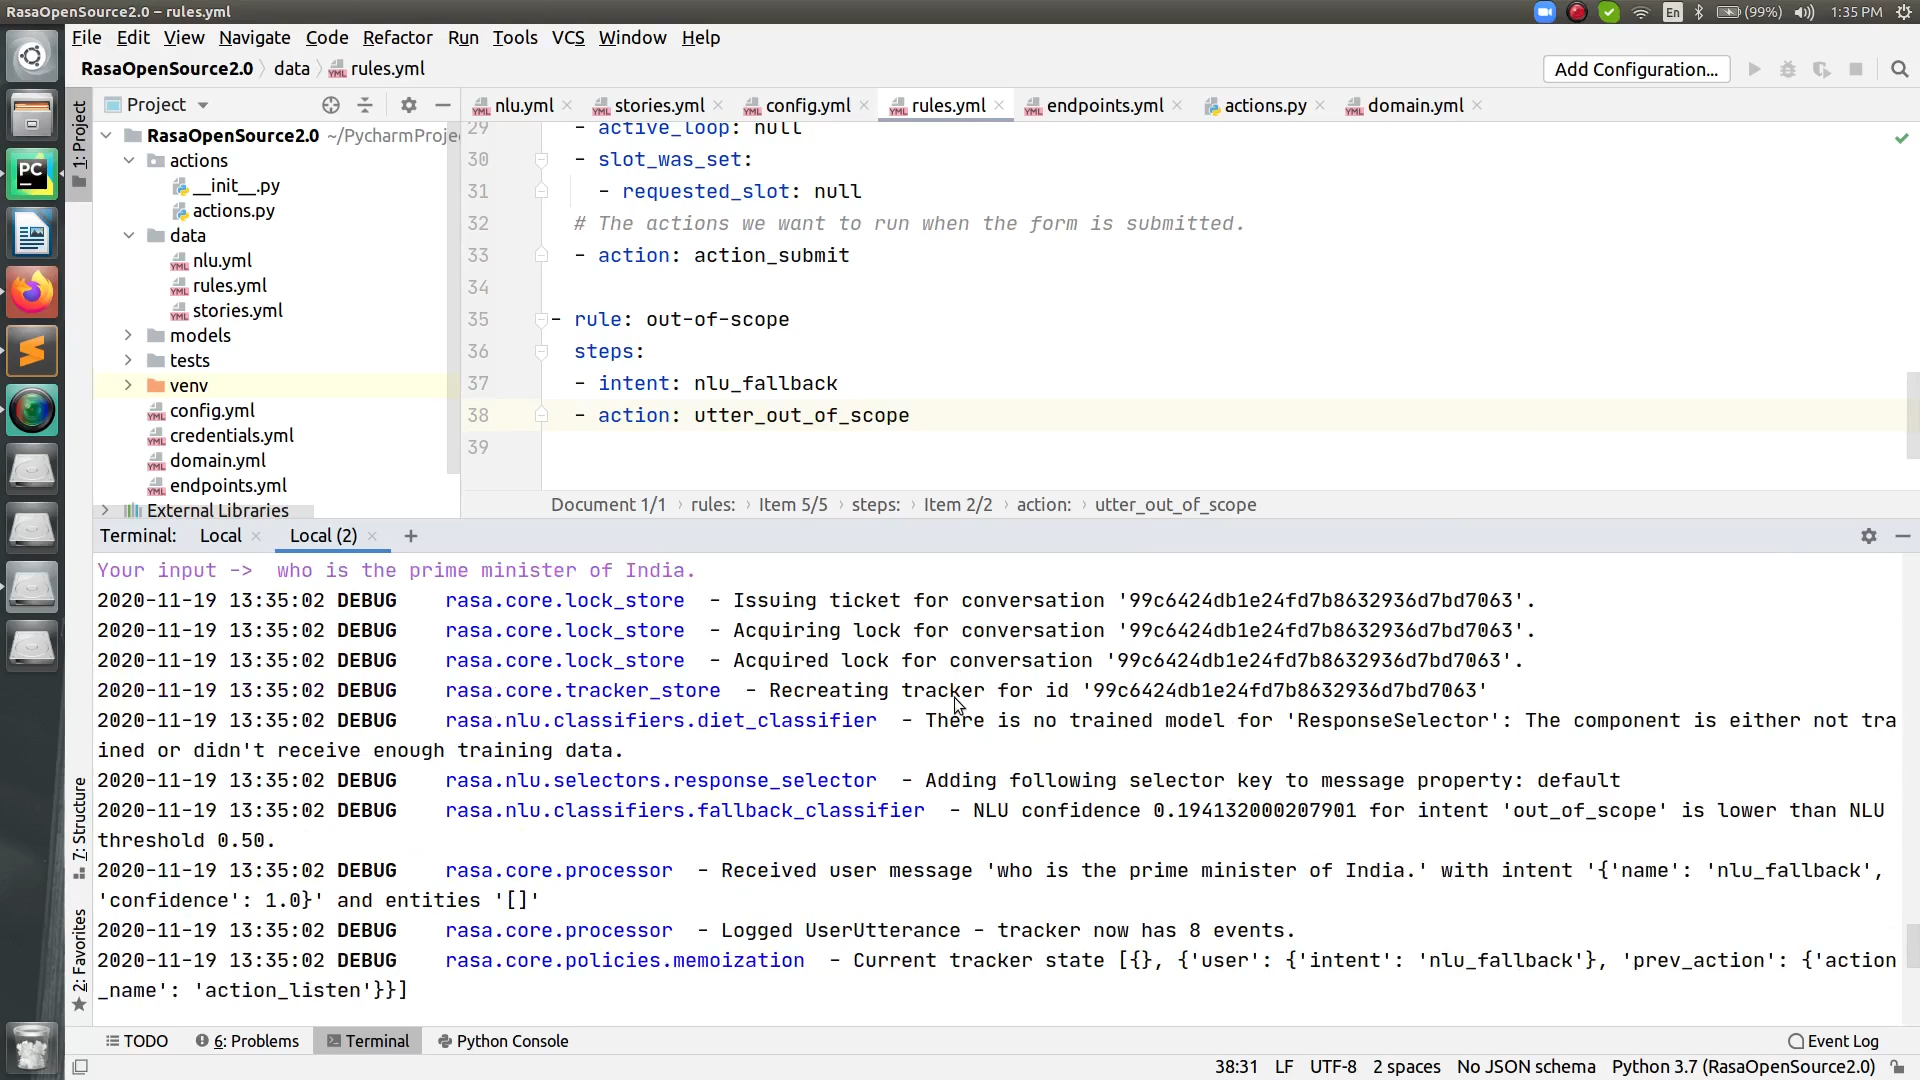 RasaOpenSource2.0 – rules.yml
En (99%) 1:35 PM
File Edit View Navigate Code Refactor Run Tools VCS Window Help
RasaOpenSource2.0 data rules.yml
Add Configuration...
1: Project
Project
RasaOpenSource2.0 ~/PycharmProje
actions
__init__.py
actions.py
data
nlu.yml
rules.yml
stories.yml
models
tests
venv
config.yml
credentials.yml
domain.yml
endpoints.yml
External Libraries
nlu.yml stories.yml config.yml rules.yml endpoints.yml actions.py domain.yml
29 - active_loop: null
30 - slot_was_set:
31 - requested_slot: null
32 # The actions we want to run when the form is submitted.
33 - action: action_submit
34
35 - rule: out-of-scope
36 steps:
37 - intent: nlu_fallback
38 - action: utter_out_of_scope
39
Document 1/1 › rules: › Item 5/5 › steps: › Item 2/2 › action: › utter_out_of_scope
Terminal: Local Local (2) +
Your input -> who is the prime minister of India.
2020-11-19 13:35:02 DEBUG rasa.core.lock_store - Issuing ticket for conversation '99c6424db1e24fd7b8632936d7bd7063'.
2020-11-19 13:35:02 DEBUG rasa.core.lock_store - Acquiring lock for conversation '99c6424db1e24fd7b8632936d7bd7063'.
2020-11-19 13:35:02 DEBUG rasa.core.lock_store - Acquired lock for conversation '99c6424db1e24fd7b8632936d7bd7063'.
2020-11-19 13:35:02 DEBUG rasa.core.tracker_store - Recreating tracker for id '99c6424db1e24fd7b8632936d7bd7063'
2020-11-19 13:35:02 DEBUG rasa.nlu.classifiers.diet_classifier - There is no trained model for 'ResponseSelector': The component is either not tra
ined or didn't receive enough training data.
2020-11-19 13:35:02 DEBUG rasa.nlu.selectors.response_selector - Adding following selector key to message property: default
2020-11-19 13:35:02 DEBUG rasa.nlu.classifiers.fallback_classifier - NLU confidence 0.194132000207901 for intent 'out_of_scope' is lower than NLU
threshold 0.50.
2020-11-19 13:35:02 DEBUG rasa.core.processor - Received user message 'who is the prime minister of India.' with intent '{'name': 'nlu_fallback',
'confidence': 1.0}' and entities '[]'
2020-11-19 13:35:02 DEBUG rasa.core.processor - Logged UserUtterance - tracker now has 8 events.
2020-11-19 13:35:02 DEBUG rasa.core.policies.memoization - Current tracker state [{}, {'user': {'intent': 'nlu_fallback'}, 'prev_action': {'action
_name': 'action_listen'}}]
7: Structure
2: Favorites
TODO 6: Problems Terminal Python Console Event Log
38:31 LF UTF-8 2 spaces No JSON schema Python 3.7 (RasaOpenSource2.0)
PC